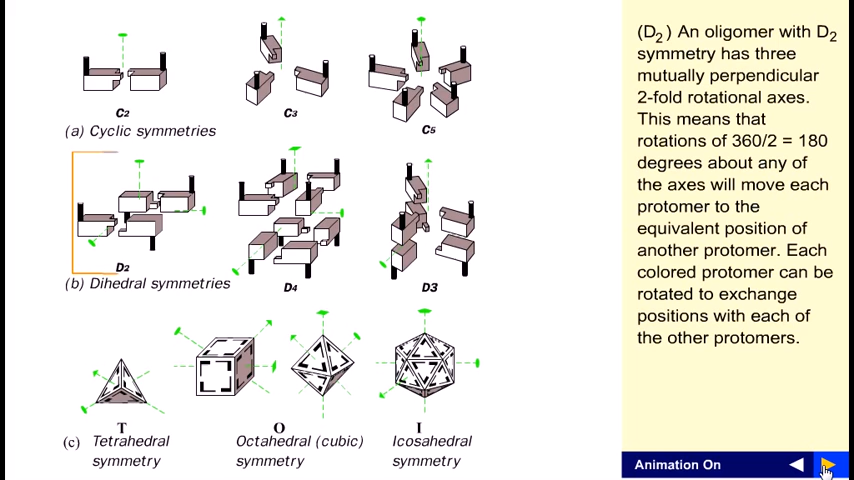 C2
C3
C5
(a) Cyclic symmetries
D2
D4
D3
(b) Dihedral symmetries
T
O
I
(c) Tetrahedral symmetry
Octahedral (cubic) symmetry
Icosahedral symmetry
(D2) An oligomer with D2
symmetry has three
mutually perpendicular
2-fold rotational axes.
This means that
rotations of 360/2 = 180
degrees about any of
the axes will move each
protomer to the
equivalent position of
another protomer. Each
colored protomer can be
rotated to exchange
positions with each of
the other protomers.
Animation On